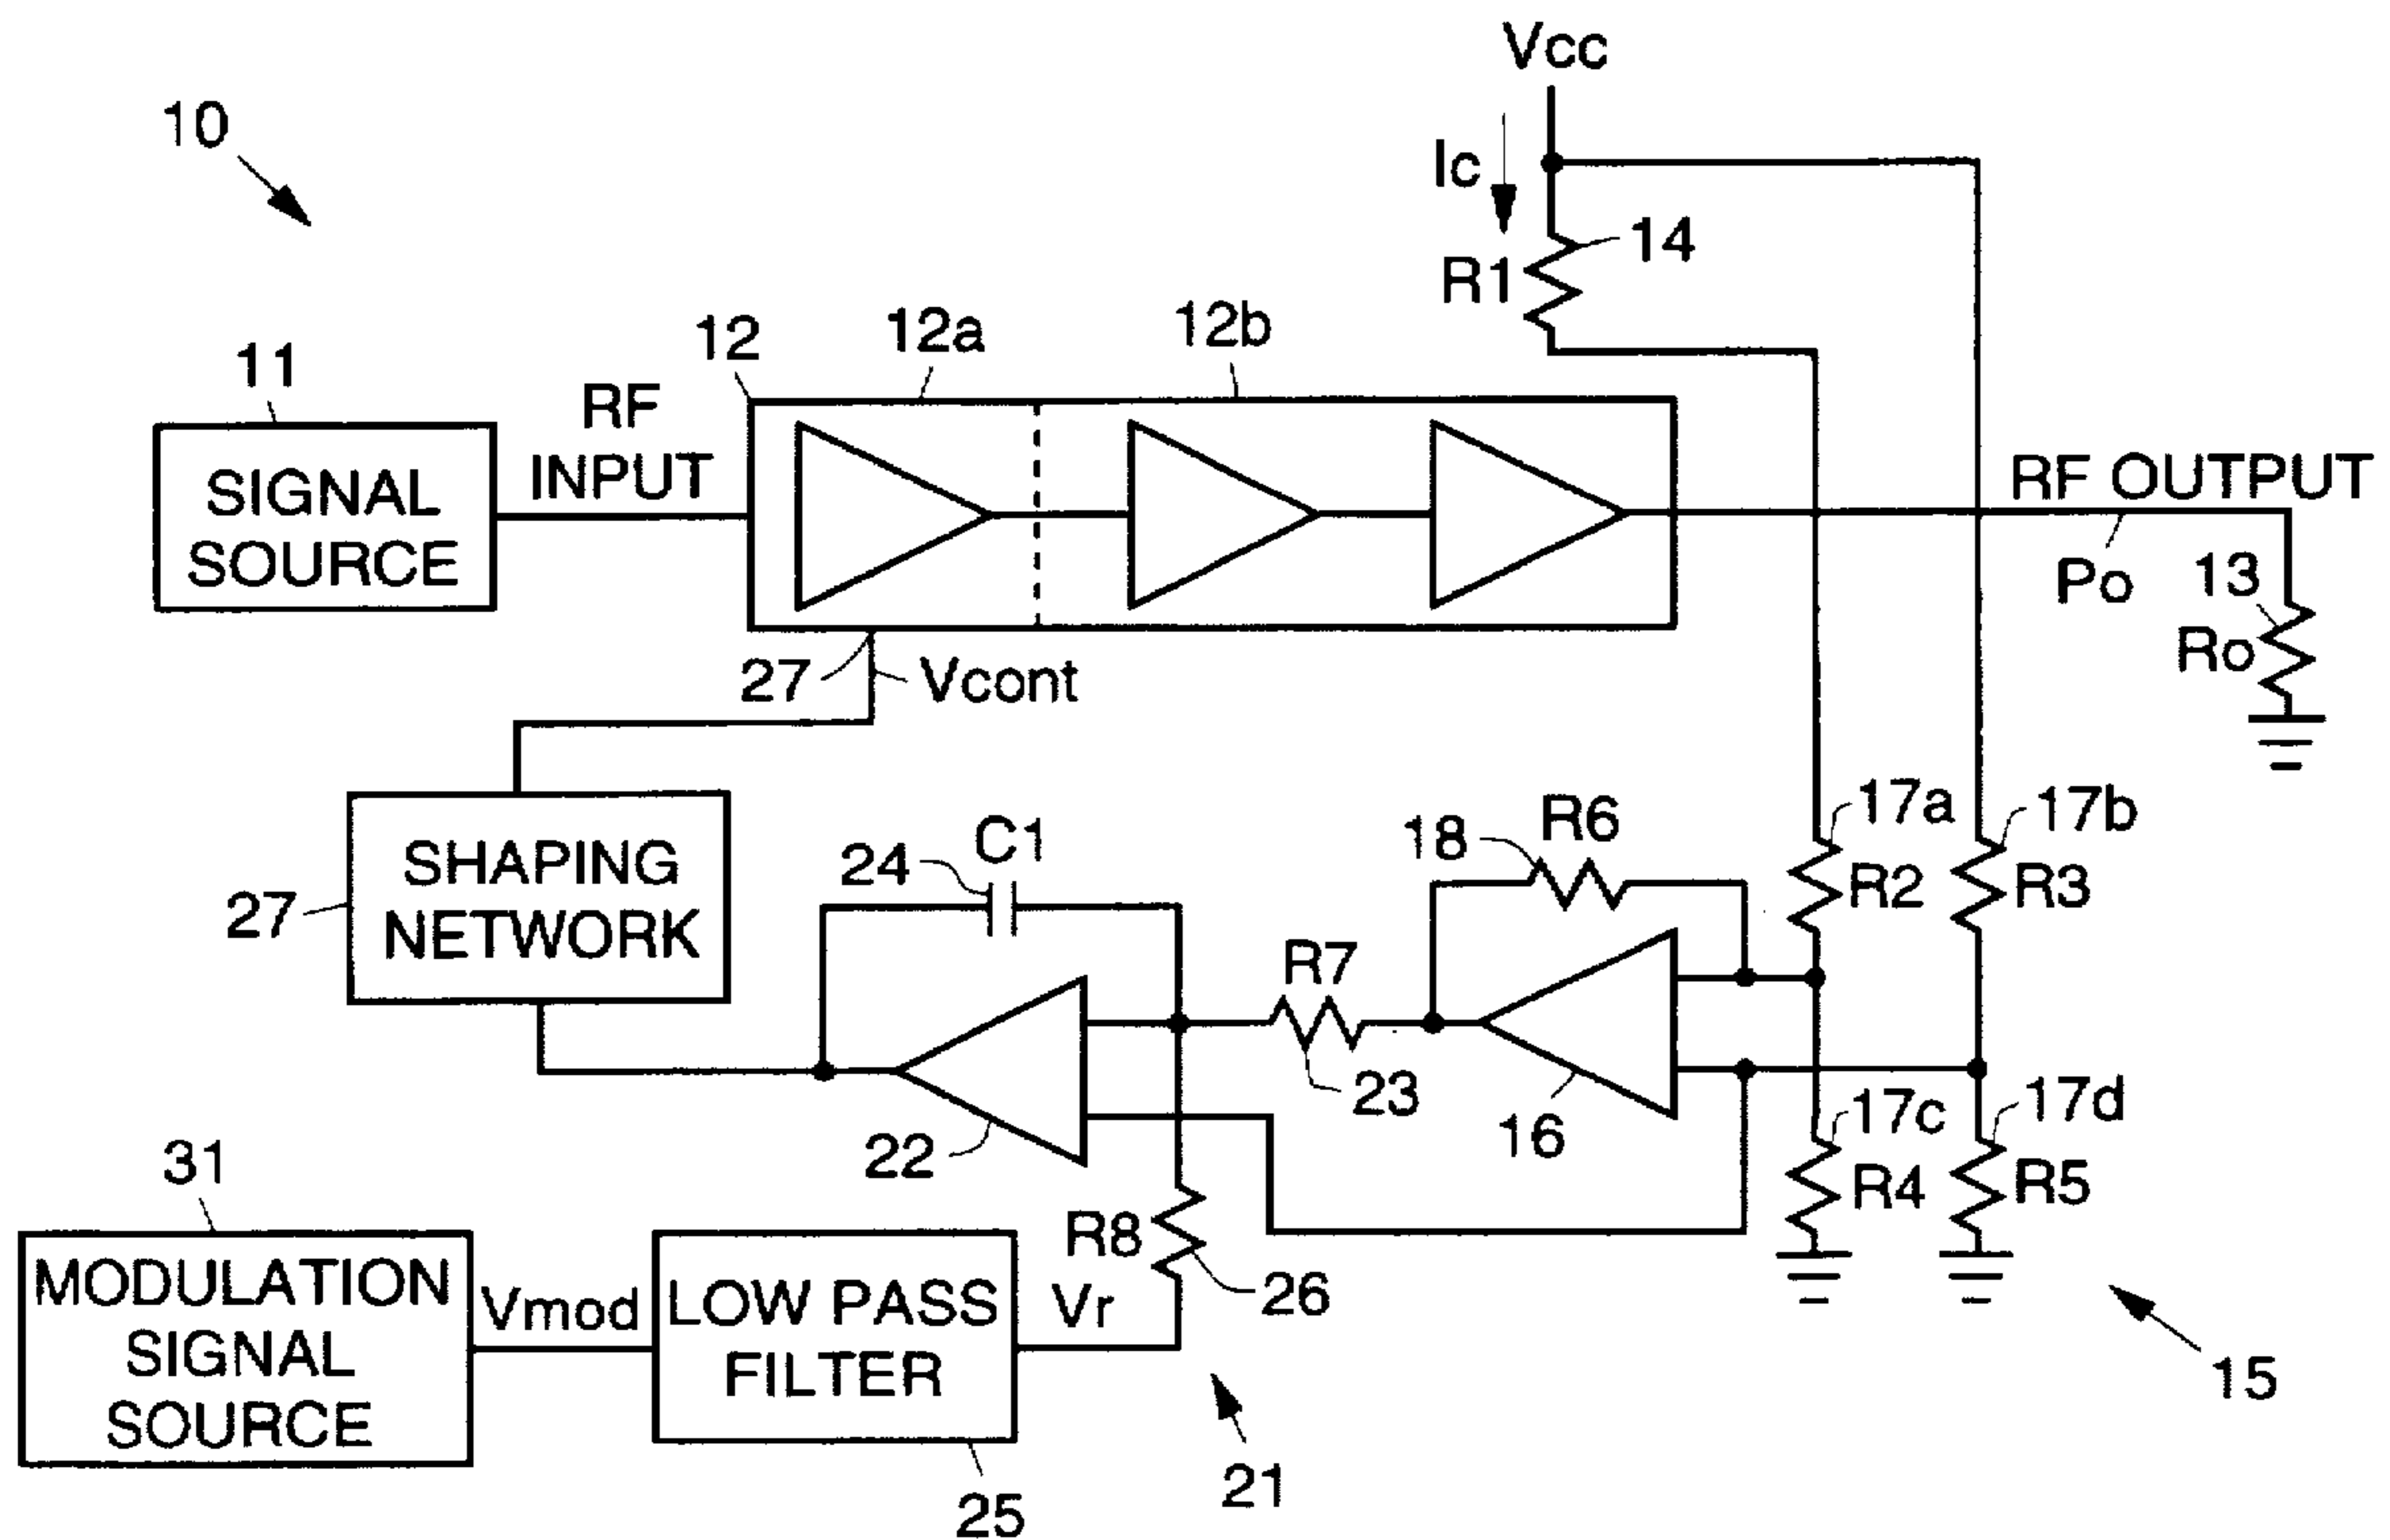 Vcc
10
Ic
14
R1
12
12a
12b
11
RF
INPUT
SIGNAL
SOURCE
RF OUTPUT
Po
13
Ro
27
Vcont
17a
17b
R6
18
C1
24
R2
R3
SHAPING
NETWORK
27
R7
23
16
17c
17d
22
R4
R5
31
R8
26
MODULATION
SIGNAL
SOURCE
Vmod
LOW PASS
FILTER
Vr
15
21
25